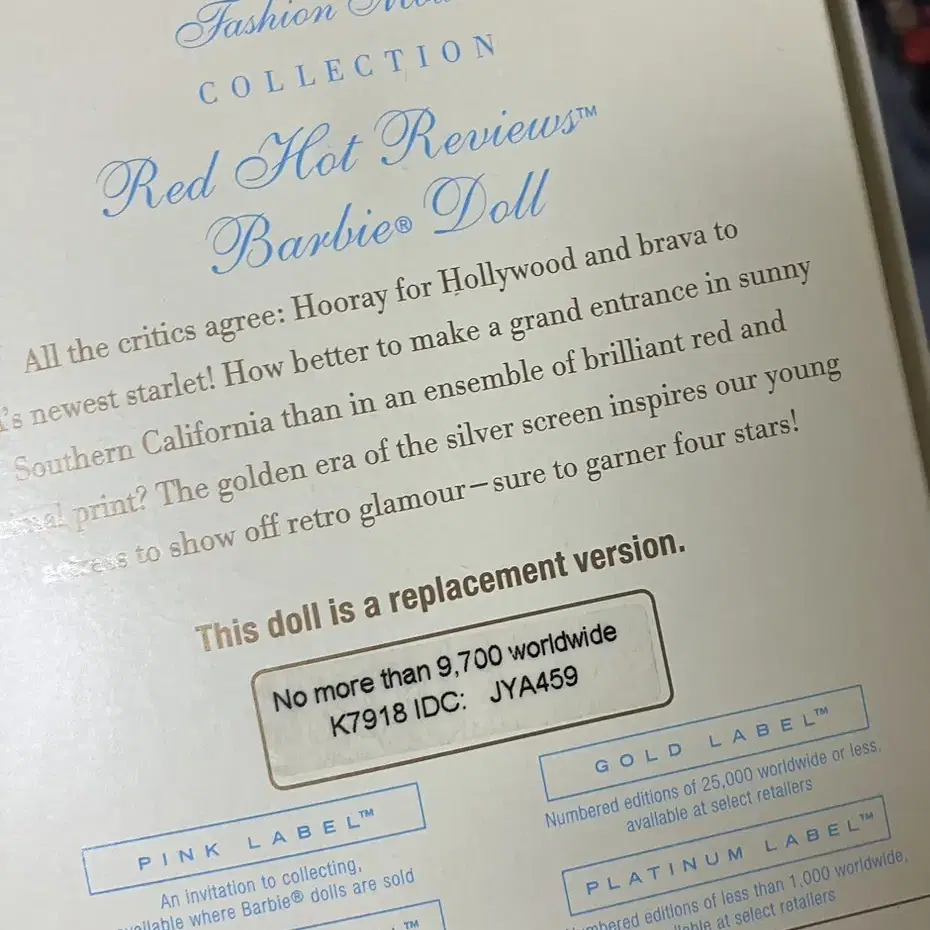 Fashion
COLLECTION
Red Hot Reviews™
Barbie® Doll
All the critics agree: Hooray for Hollywood and brava to
's newest starlet! How better to make a grand entrance in sunny
Southern California than in an ensemble of brilliant red and
print? The golden era of the silver screen inspires our young
to show off retro glamour—sure to garner four stars!
This doll is a replacement version.
No more than 9,700 worldwide
K7918 IDC: JYA459
GOLD LABEL™
Numbered editions of 25,000 worldwide or less,
available at select retailers
PINK LABEL™
An invitation to collecting,
available where Barbie® dolls are sold
PLATINUM LABEL™
Numbered editions of less than 1,000 worldwide,
available at select retailers
™